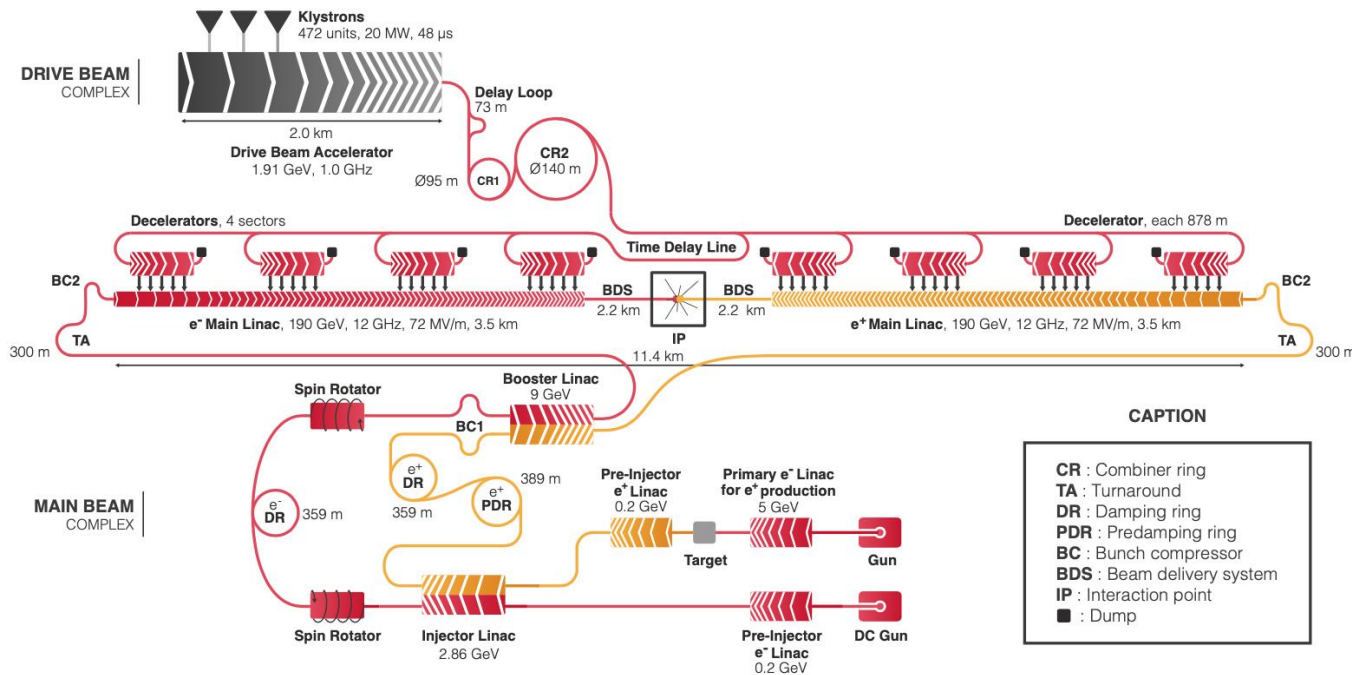 Klystrons
472 units, 20 MW, 48 µs
DRIVE BEAM
COMPLEX
Delay Loop
73 m
2.0 km
Drive Beam Accelerator
1.91 GeV, 1.0 GHz
CR2
Ø140 m
Ø95 m
CR1
Decelerators, 4 sectors
Decelerator, each 878 m
Time Delay Line
BC2
BDS
2.2 km
BDS
2.2 km
BC2
e⁻ Main Linac, 190 GeV, 12 GHz, 72 MV/m, 3.5 km
IP
e⁺ Main Linac, 190 GeV, 12 GHz, 72 MV/m, 3.5 km
TA
300 m
TA
300 m
11.4 km
Spin Rotator
Booster Linac
9 GeV
BC1
CAPTION
CR : Combiner ring
TA : Turnaround
DR : Damping ring
PDR : Predamping ring
BC : Bunch compressor
BDS : Beam delivery system
IP : Interaction point
: Dump
MAIN BEAM
COMPLEX
e⁻
DR
359 m
e⁺
DR
359 m
e⁺
PDR
389 m
Pre-Injector
e⁺ Linac
0.2 GeV
Primary e⁻ Linac
for e⁺ production
5 GeV
Target
Gun
Spin Rotator
Injector Linac
2.86 GeV
Pre-Injector
e⁻ Linac
0.2 GeV
DC Gun